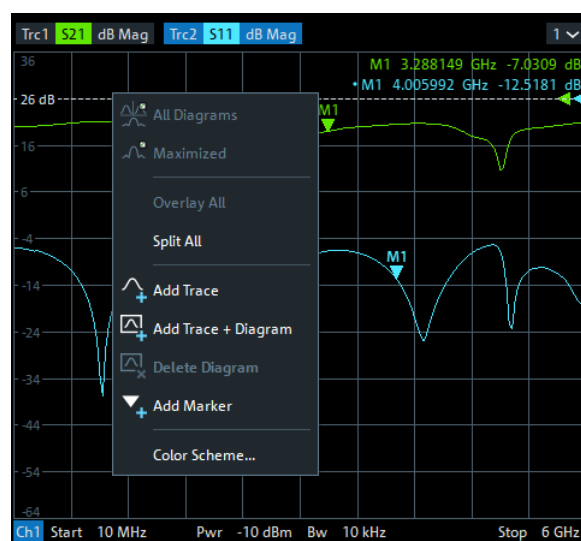 Trc1 S21 dB Mag Trc2 S11 dB Mag 1
36
M1 3.288149 GHz -7.0309 dB
•M1 4.005992 GHz -12.5181 dB
26 dB
M1
16
6
-4
M1
-14
-24
-34
-44
-54
-64
All Diagrams
Maximized
Overlay All
Split All
Add Trace
Add Trace + Diagram
Delete Diagram
Add Marker
Color Scheme...
Ch1 Start 10 MHz Pwr -10 dBm Bw 10 kHz Stop 6 GHz